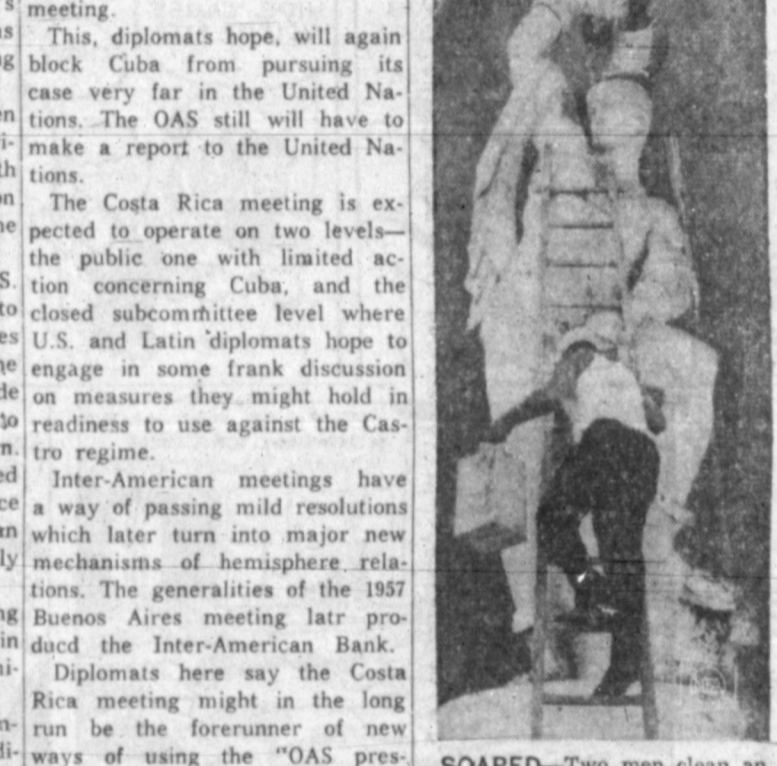 meeting.
This, diplomats hope, will again
block Cuba from pursuing its
case very far in the United Na-
tions. The OAS still will have to
make a report to the United Na-
tions.
The Costa Rica meeting is ex-
pected to operate on two levels—
the public one with limited ac-
tion concerning Cuba, and the
closed subcommittee level where
U.S. and Latin diplomats hope to
engage in some frank discussion
on measures they might hold in
readiness to use against the Cas-
tro regime.
Inter-American meetings have
a way of passing mild resolutions
which later turn into major new
mechanisms of hemisphere rela-
tions. The generalities of the 1957
Buenos Aires meeting latr pro-
ducd the Inter-American Bank.
Diplomats here say the Costa
Rica meeting might in the long
run be the forerunner of new
ways of using the "OAS pres-
SOAPED—Two men clean an